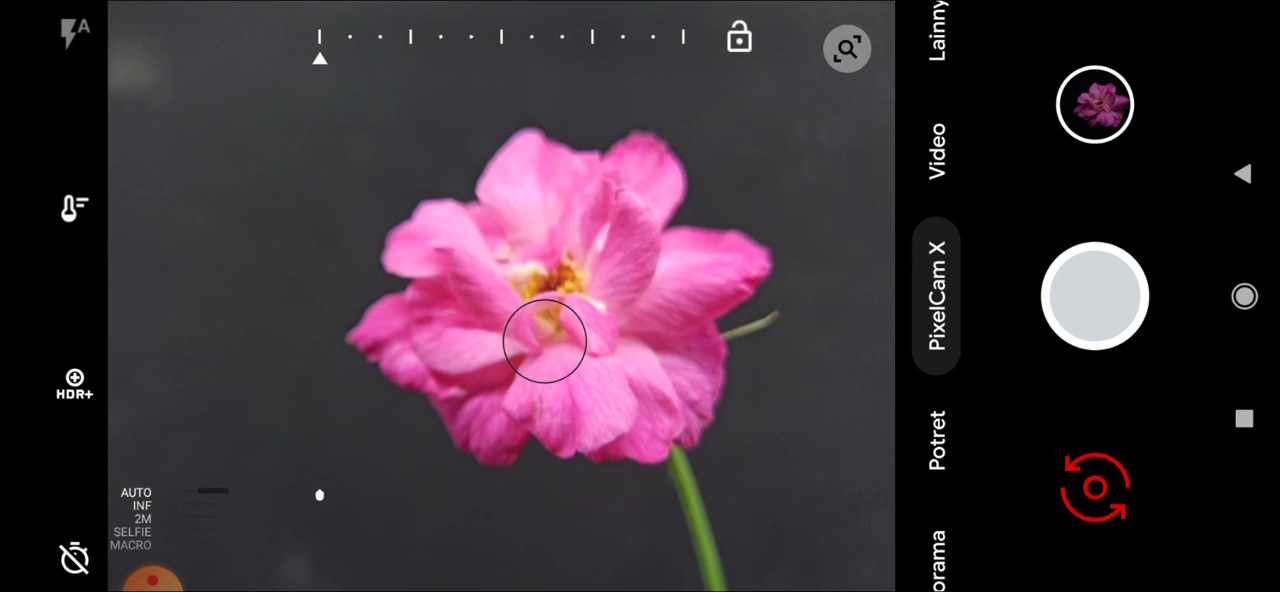 A
HDR+
AUTO
INF
2M
SELFIE
MACRO
Lainny
Video
PixelCam X
Potret
orama